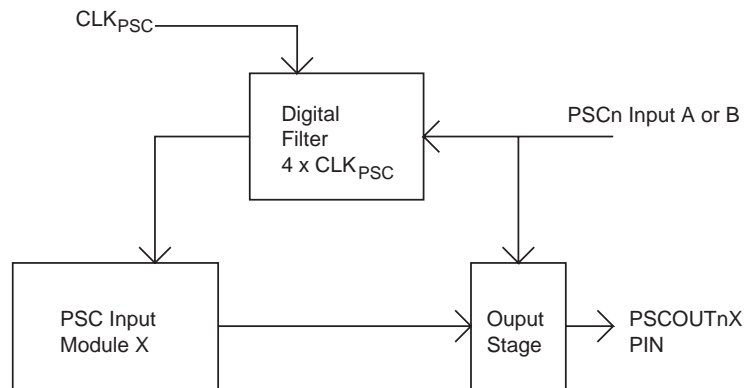 CLKPSC
Digital
Filter
4 x CLKPSC
PSCn Input A or B
PSC Input
Module X
Ouput
Stage
PSCOUTnX
PIN